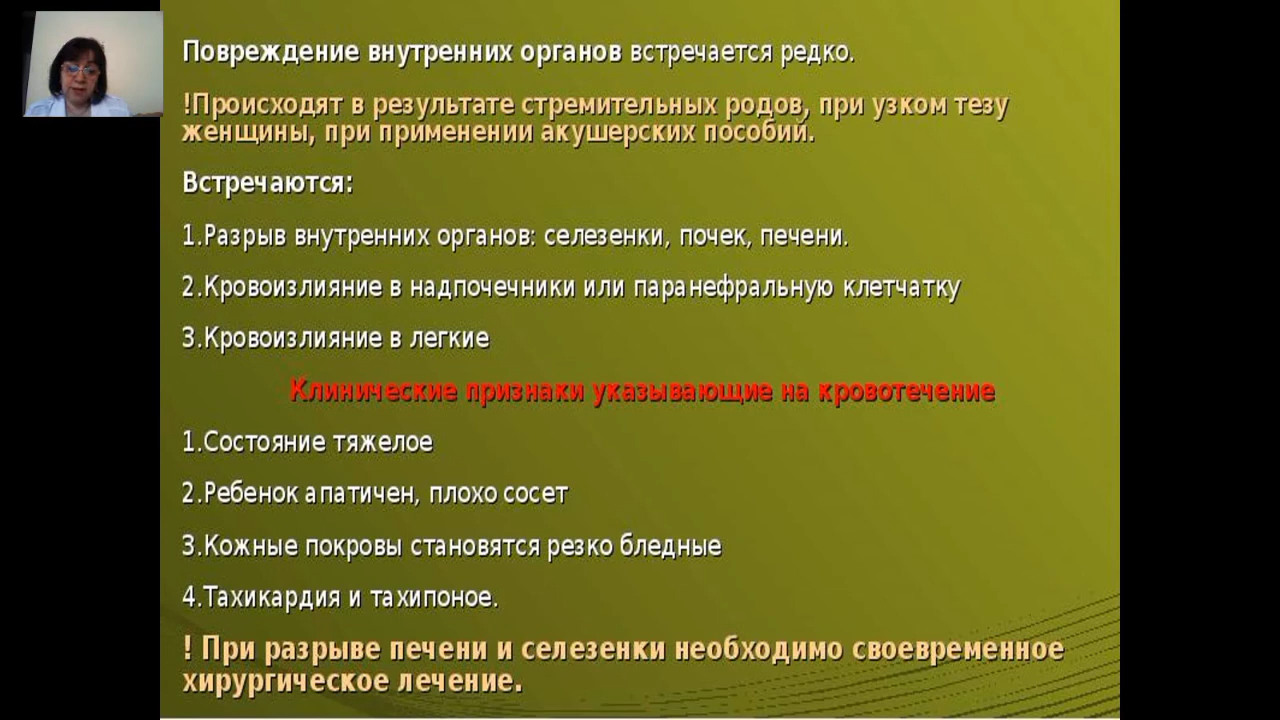 Повреждение внутренних органов встречается редко.
!Происходят в результате стремительных родов, при узком тезу
женщины, при применении акушерских пособий.
Встречаются:
1.Разрыв внутренних органов: селезенки, почек, печени.
2.Кровоизлияние в надпочечники или паранефральную клетчатку
3.Кровоизлияние в легкие
Клинические признаки указывающие на кровотечение
1.Состояние тяжелое
2.Ребенок апатичен, плохо сосет
3.Кожные покровы становятся резко бледные
4.Тахикардия и тахипоное.
! При разрыве печени и селезенки необходимо своевременное
хирургическое лечение.